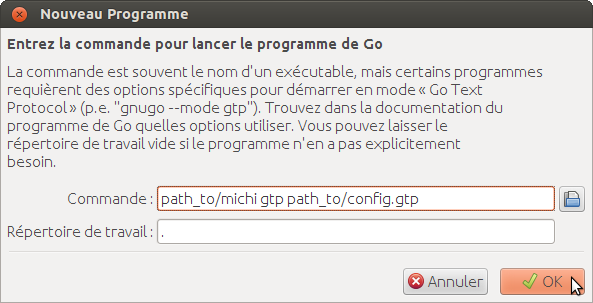 Nouveau Programme
Entrez la commande pour lancer le programme de Go
La commande est souvent le nom d'un exécutable, mais certains programmes
requièrent des options spécifiques pour démarrer en mode « Go Text
Protocol » (p.e. "gnugo --mode gtp"). Trouvez dans la documentation du
programme de Go quelles options utiliser. Vous pouvez laisser le
répertoire de travail vide si le programme n'en a pas explicitement
besoin.
Commande : path_to/michi gtp path_to/config.gtp
Répertoire de travail : .
Annuler OK